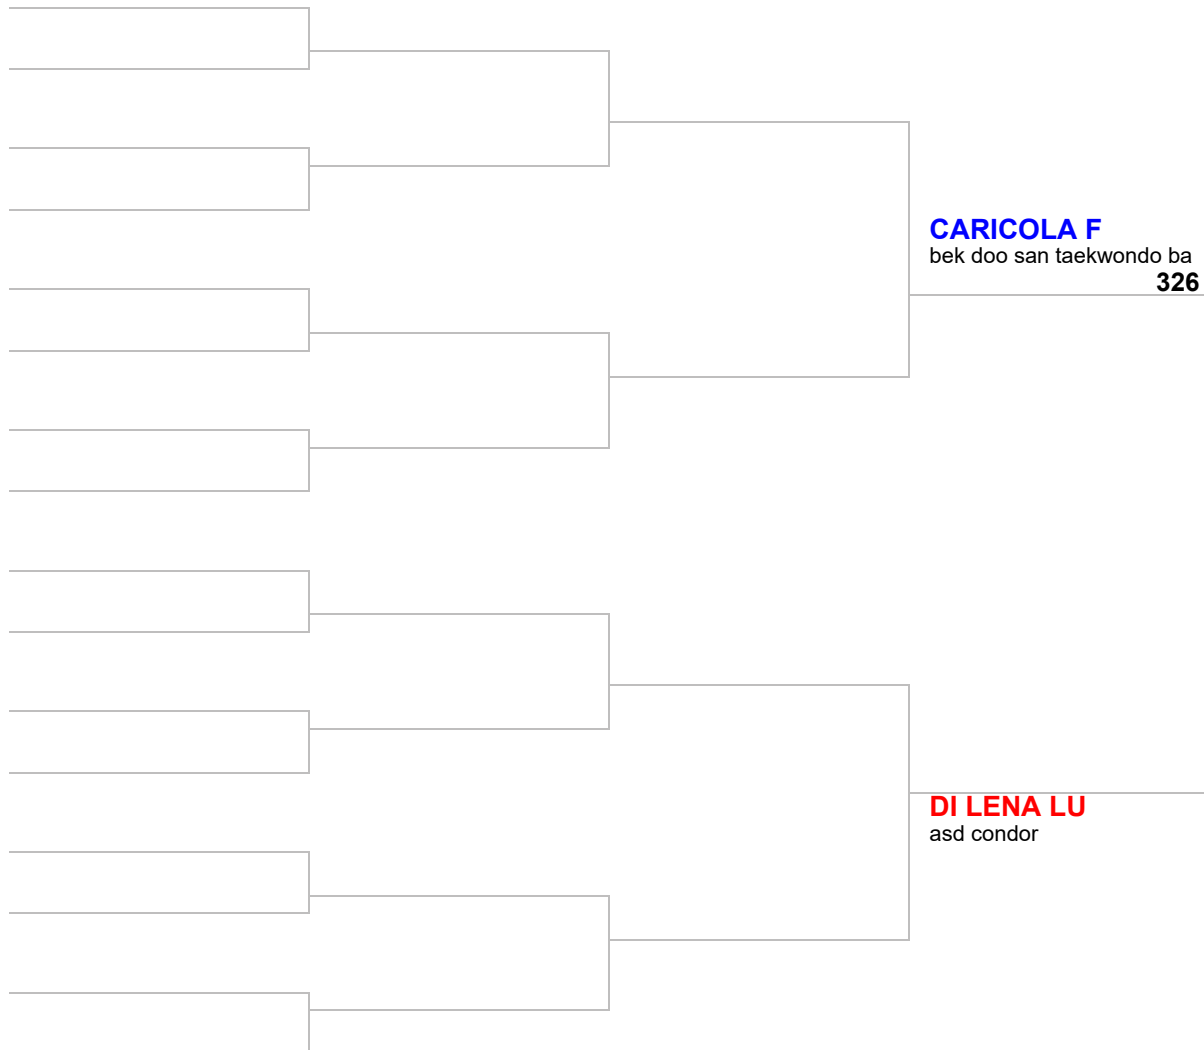 CARICOLA F
bek doo san taekwondo ba
326
DI LENA LU
asd condor